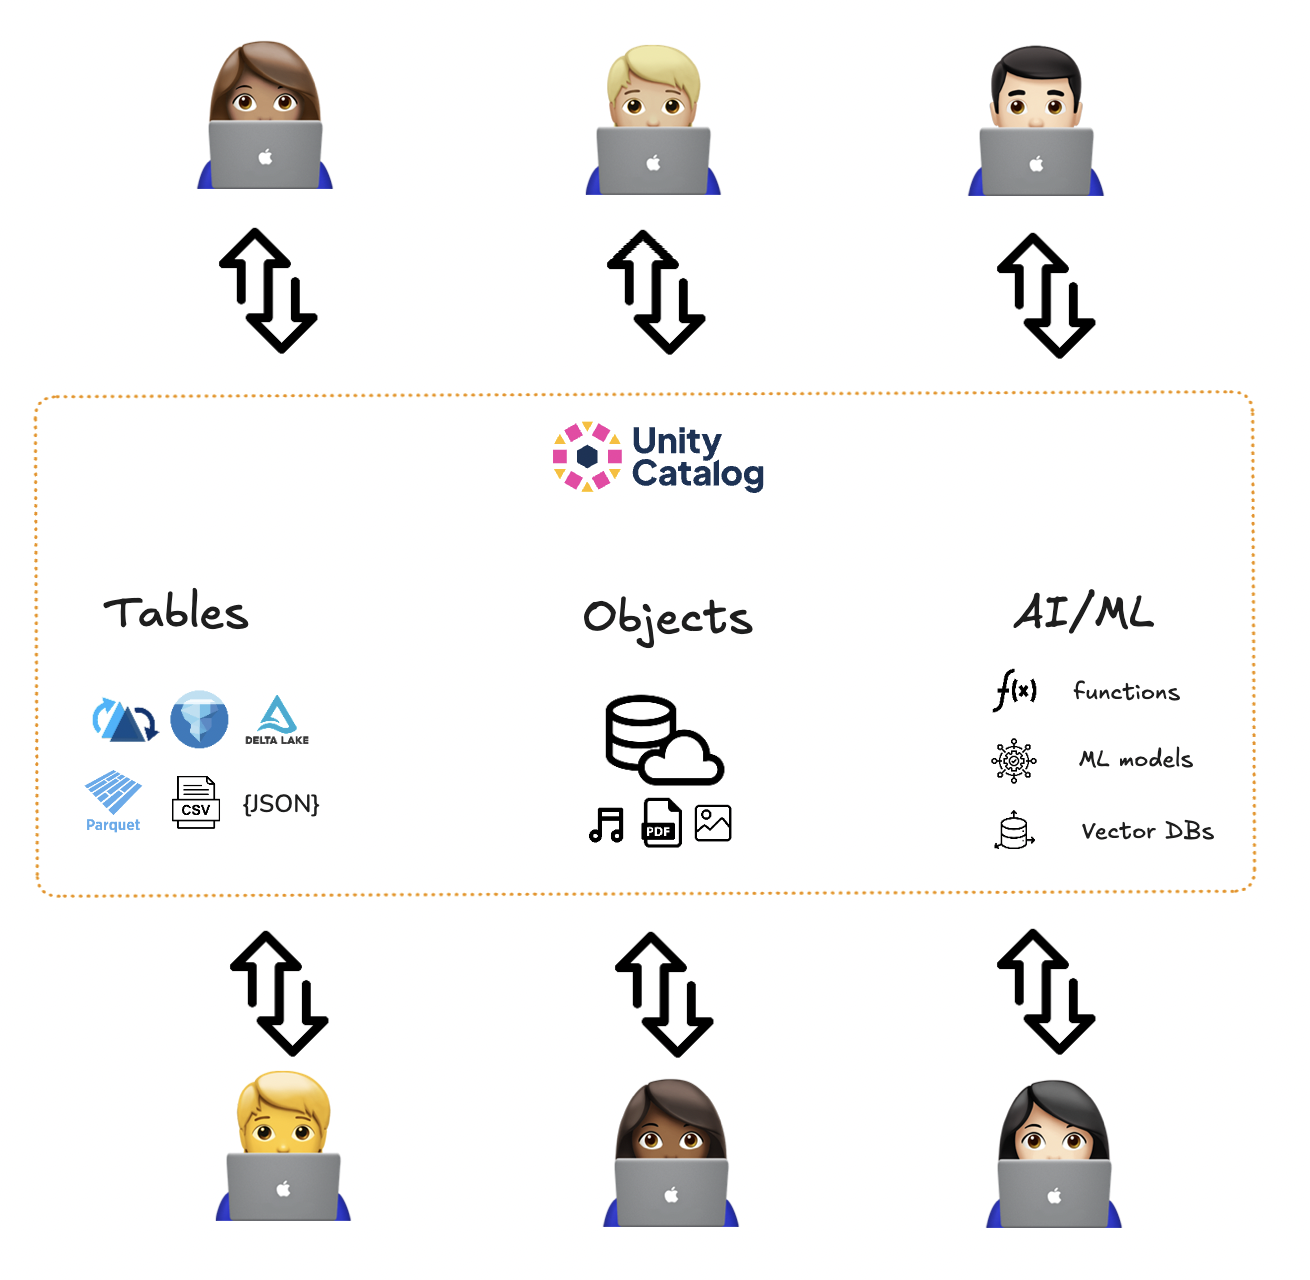 Unity
Catalog
Tables
Objects
AI/ML
DELTA LAKE
Parquet
CSV
{JSON}
PDF
f(x)
functions
ML models
Vector DBs